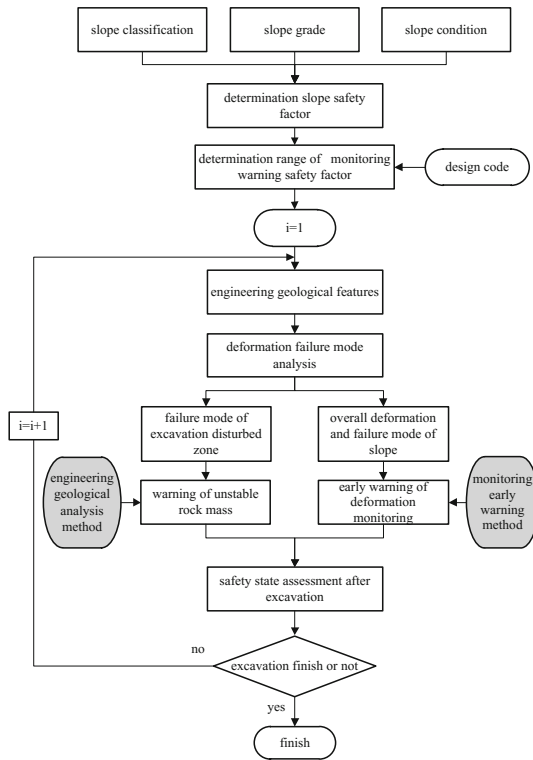 slope classification
slope grade
slope condition
determination slope safety
factor
determination range of monitoring
warning safety factor
design code
i=1
engineering geological features
deformation failure mode
analysis
i=i+1
failure mode of
excavation disturbed
zone
overall deformation
and failure mode of
slope
engineering
geological
analysis
method
warning of unstable
rock mass
early warning of
deformation
monitoring
monitoring
early
warning
method
safety state assessment after
excavation
no
excavation finish or not
yes
finish